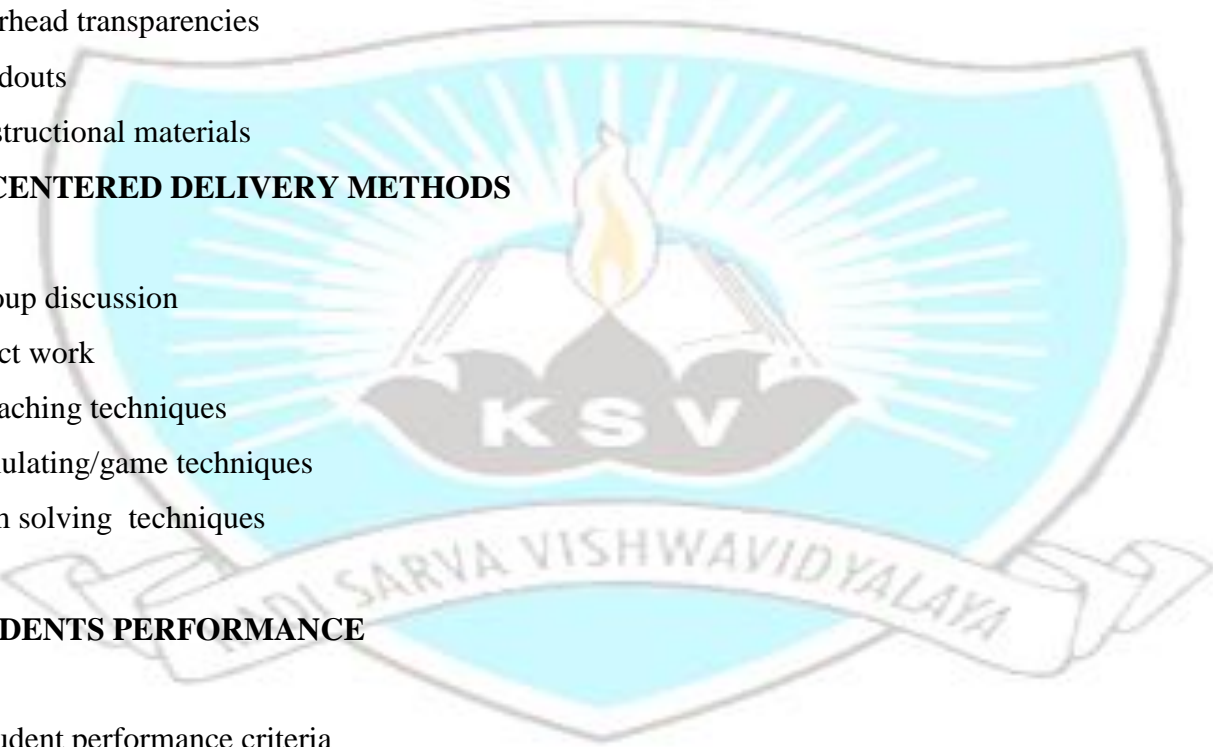 rhead transparencies
douts
structional materials
CENTERED DELIVERY METHODS
oup discussion
ct work
aching techniques
ulating/game techniques
n solving techniques
KSV
KADI SARVA VISHWAVIDYALAYA
DENTS PERFORMANCE
udent performance criteria